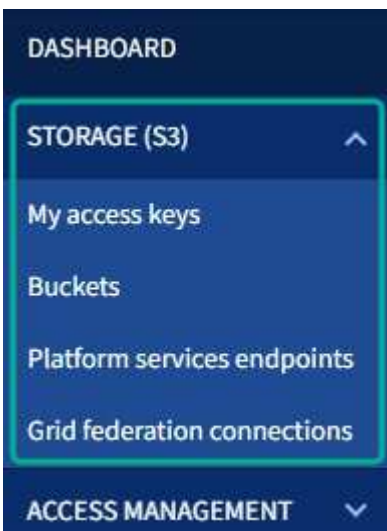 DASHBOARD
STORAGE (S3)
My access keys
Buckets
Platform services endpoints
Grid federation connections
ACCESS MANAGEMENT